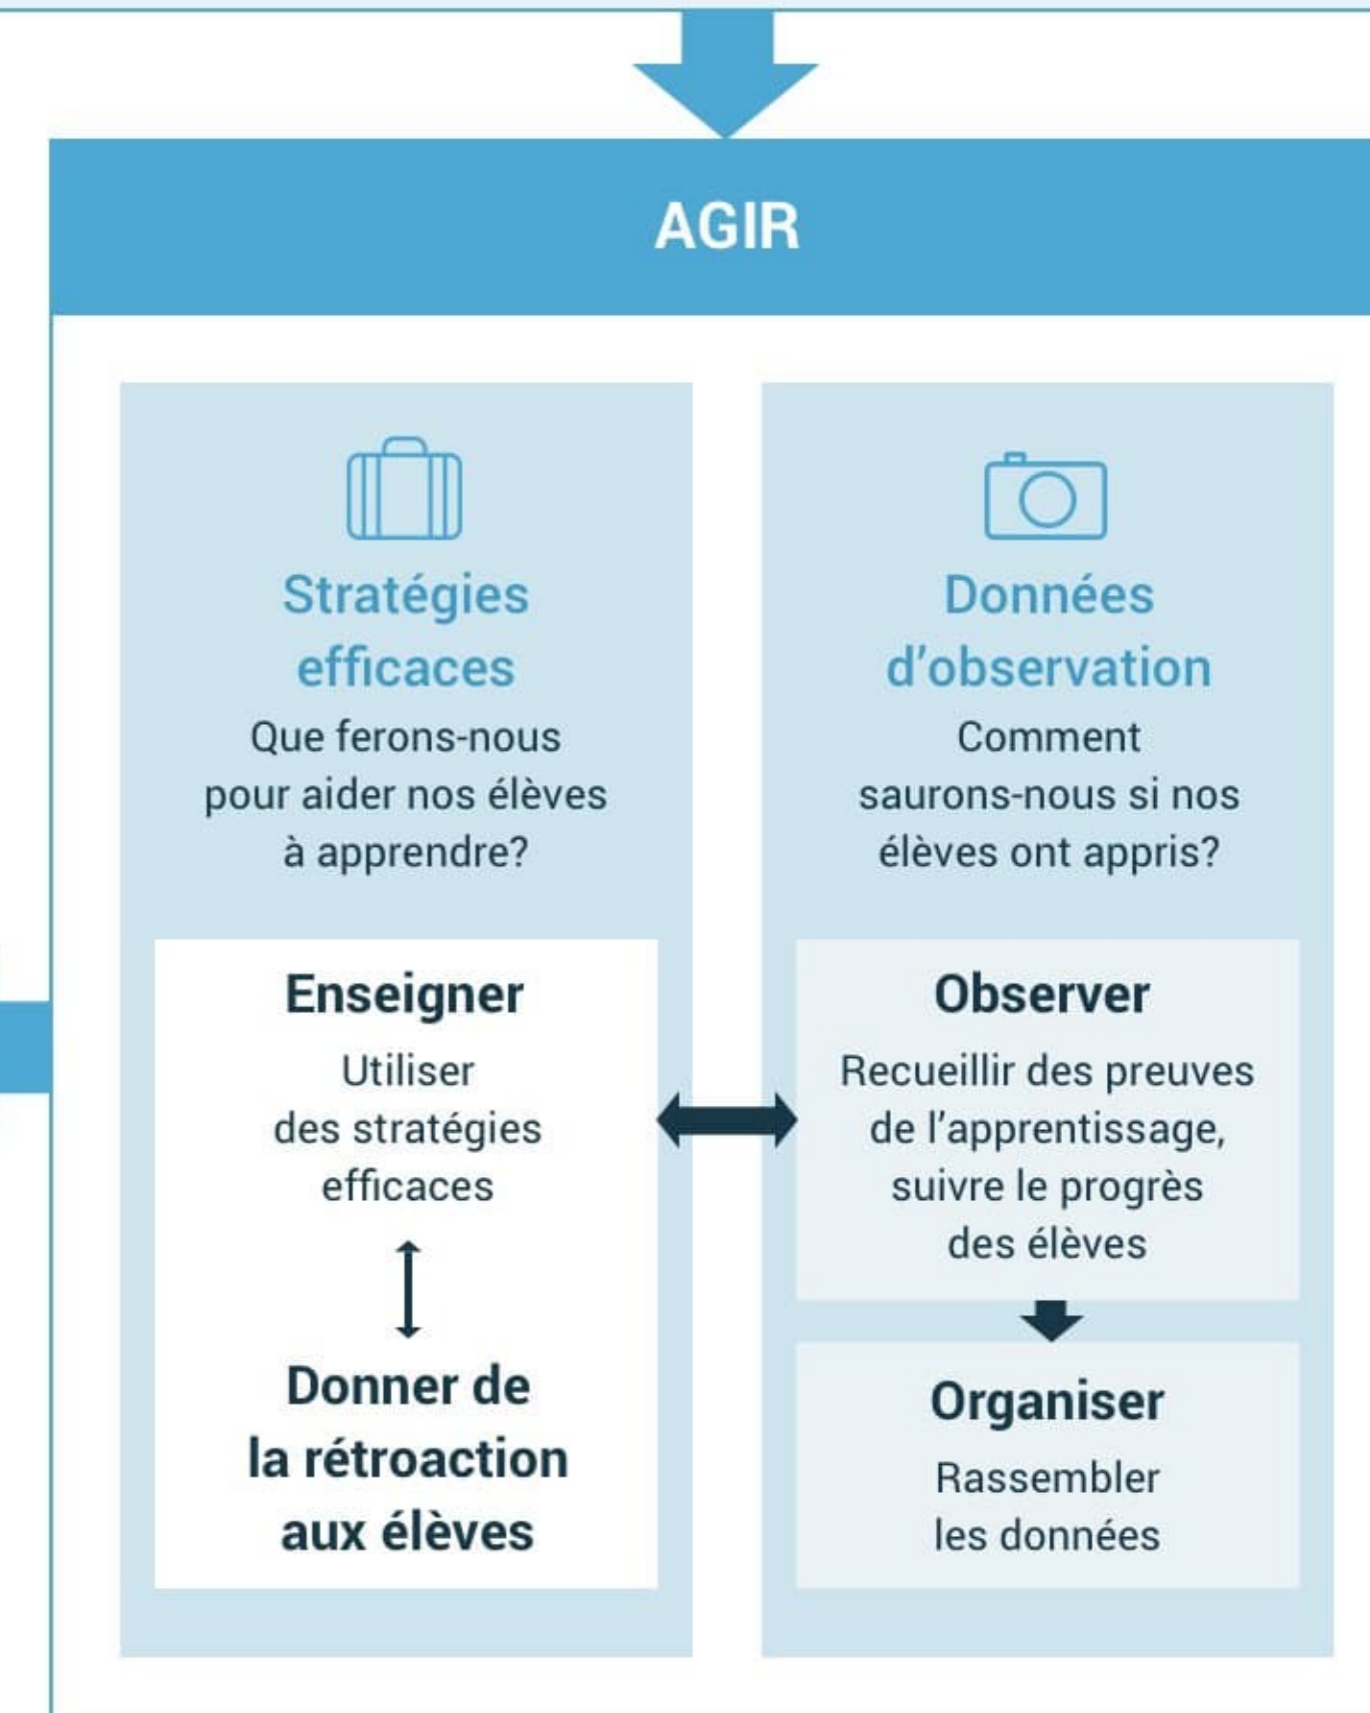 AGIR
Stratégies
efficaces
Que ferons-nous
pour aider nos élèves
à apprendre?
Enseigner
Utiliser
des stratégies
efficaces
Donner de
la rétroaction
aux élèves
Données
d'observation
Comment
saurons-nous si nos
élèves ont appris?
Observer
Recueillir des preuves
de l'apprentissage,
suivre le progrès
des élèves
Organiser
Rassembler
les données